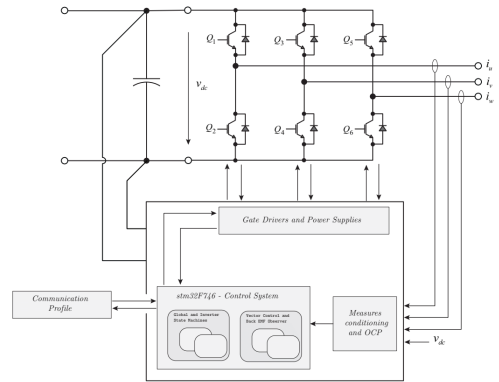 Q1
Q3
Q5
vdc
iu
iv
iw
Q2
Q4
Q6
Gate Drivers and Power Supplies
stm32F746 - Control System
Global and Inverter
State Machines
Vector Control and
Back EMF Observer
Communication
Profile
Measures
conditioning
and OCP
vdc